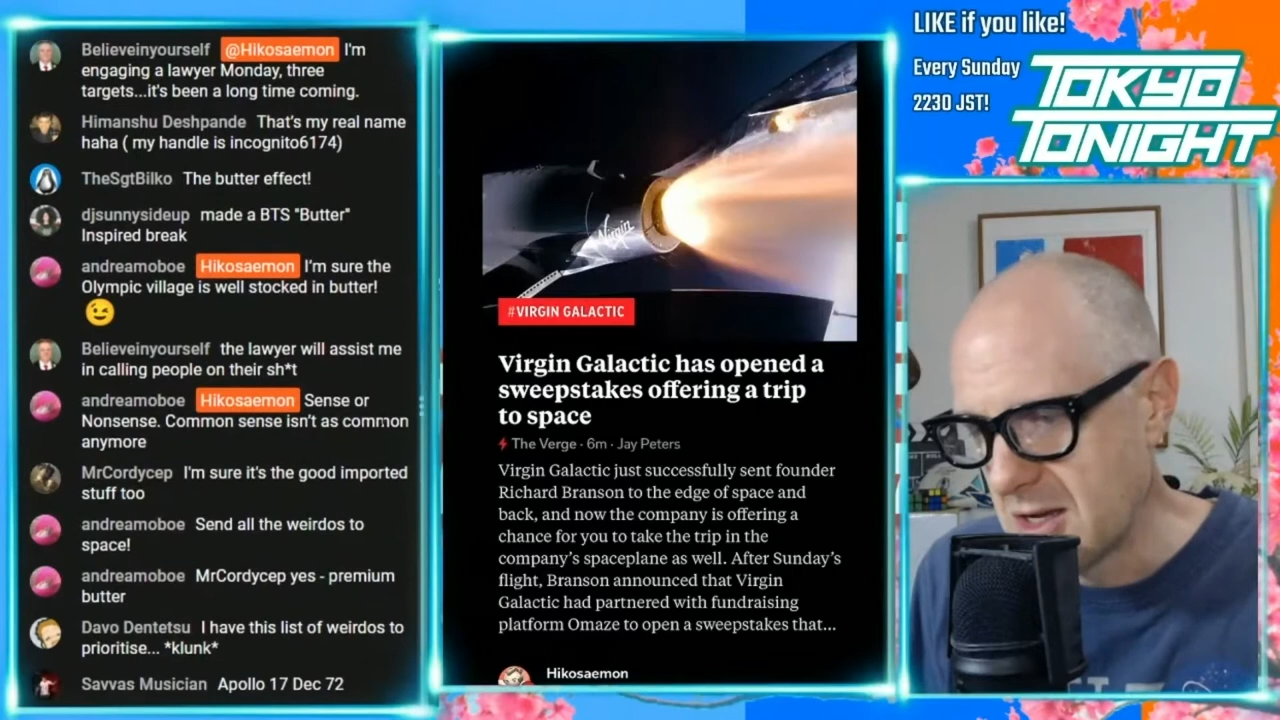 Believeinyourself @Hikosaemon I'm
engaging a lawyer Monday, three
targets...it's been a long time coming.
Himanshu Deshpande That's my real name
haha ( my handle is incognito6174)
TheSgtBilko The butter effect!
djsunnysideup made a BTS "Butter"
Inspired break
andreamoboe Hikosaemon I'm sure the
Olympic village is well stocked in butter!
😉
Believeinyourself the lawyer will assist me
in calling people on their sh*t
andreamoboe Hikosaemon Sense or
Nonsense. Common sense isn't as common
anymore
MrCordycep I'm sure it's the good imported
stuff too
andreamoboe Send all the weirdos to
space!
andreamoboe MrCordycep yes - premium
butter
Davo Dentetsu I have this list of weirdos to
prioritise... *klunk*
Savvas Musician Apollo 17 Dec 72
Virgin
#VIRGIN GALACTIC
Virgin Galactic has opened a
sweepstakes offering a trip
to space
The Verge · 6m · Jay Peters
Virgin Galactic just successfully sent founder
Richard Branson to the edge of space and
back, and now the company is offering a
chance for you to take the trip in the
company's spaceplane as well. After Sunday's
flight, Branson announced that Virgin
Galactic had partnered with fundraising
platform Omaze to open a sweepstakes that...
Hikosaemon
LIKE if you like!
Every Sunday
2230 JST!
TOKYO
TONIGHT